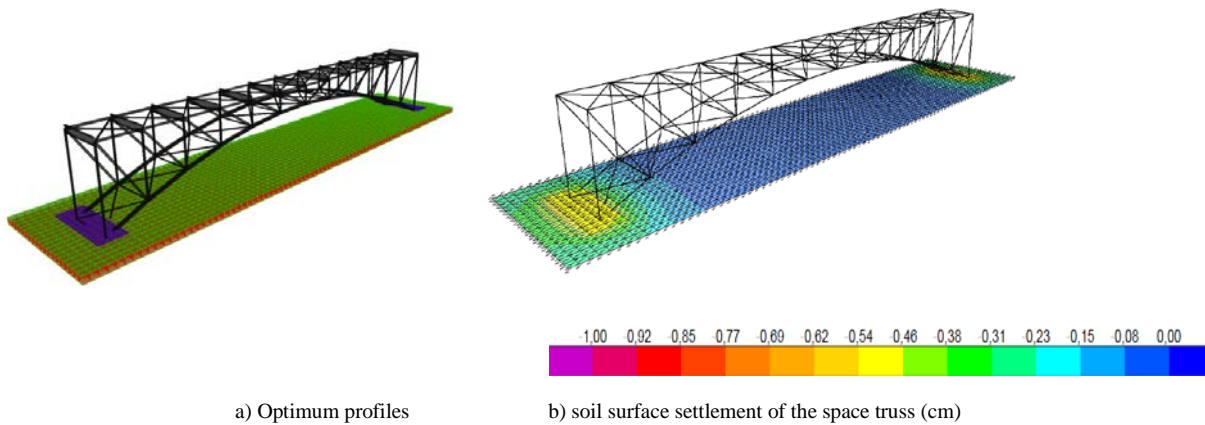 -1,00 -0,92 -0,85 -0,77 -0,69 -0,62 -0,54 -0,46 -0,38 -0,31 -0,23 -0,15 -0,08 0,00
a) Optimum profiles b) soil surface settlement of the space truss (cm)